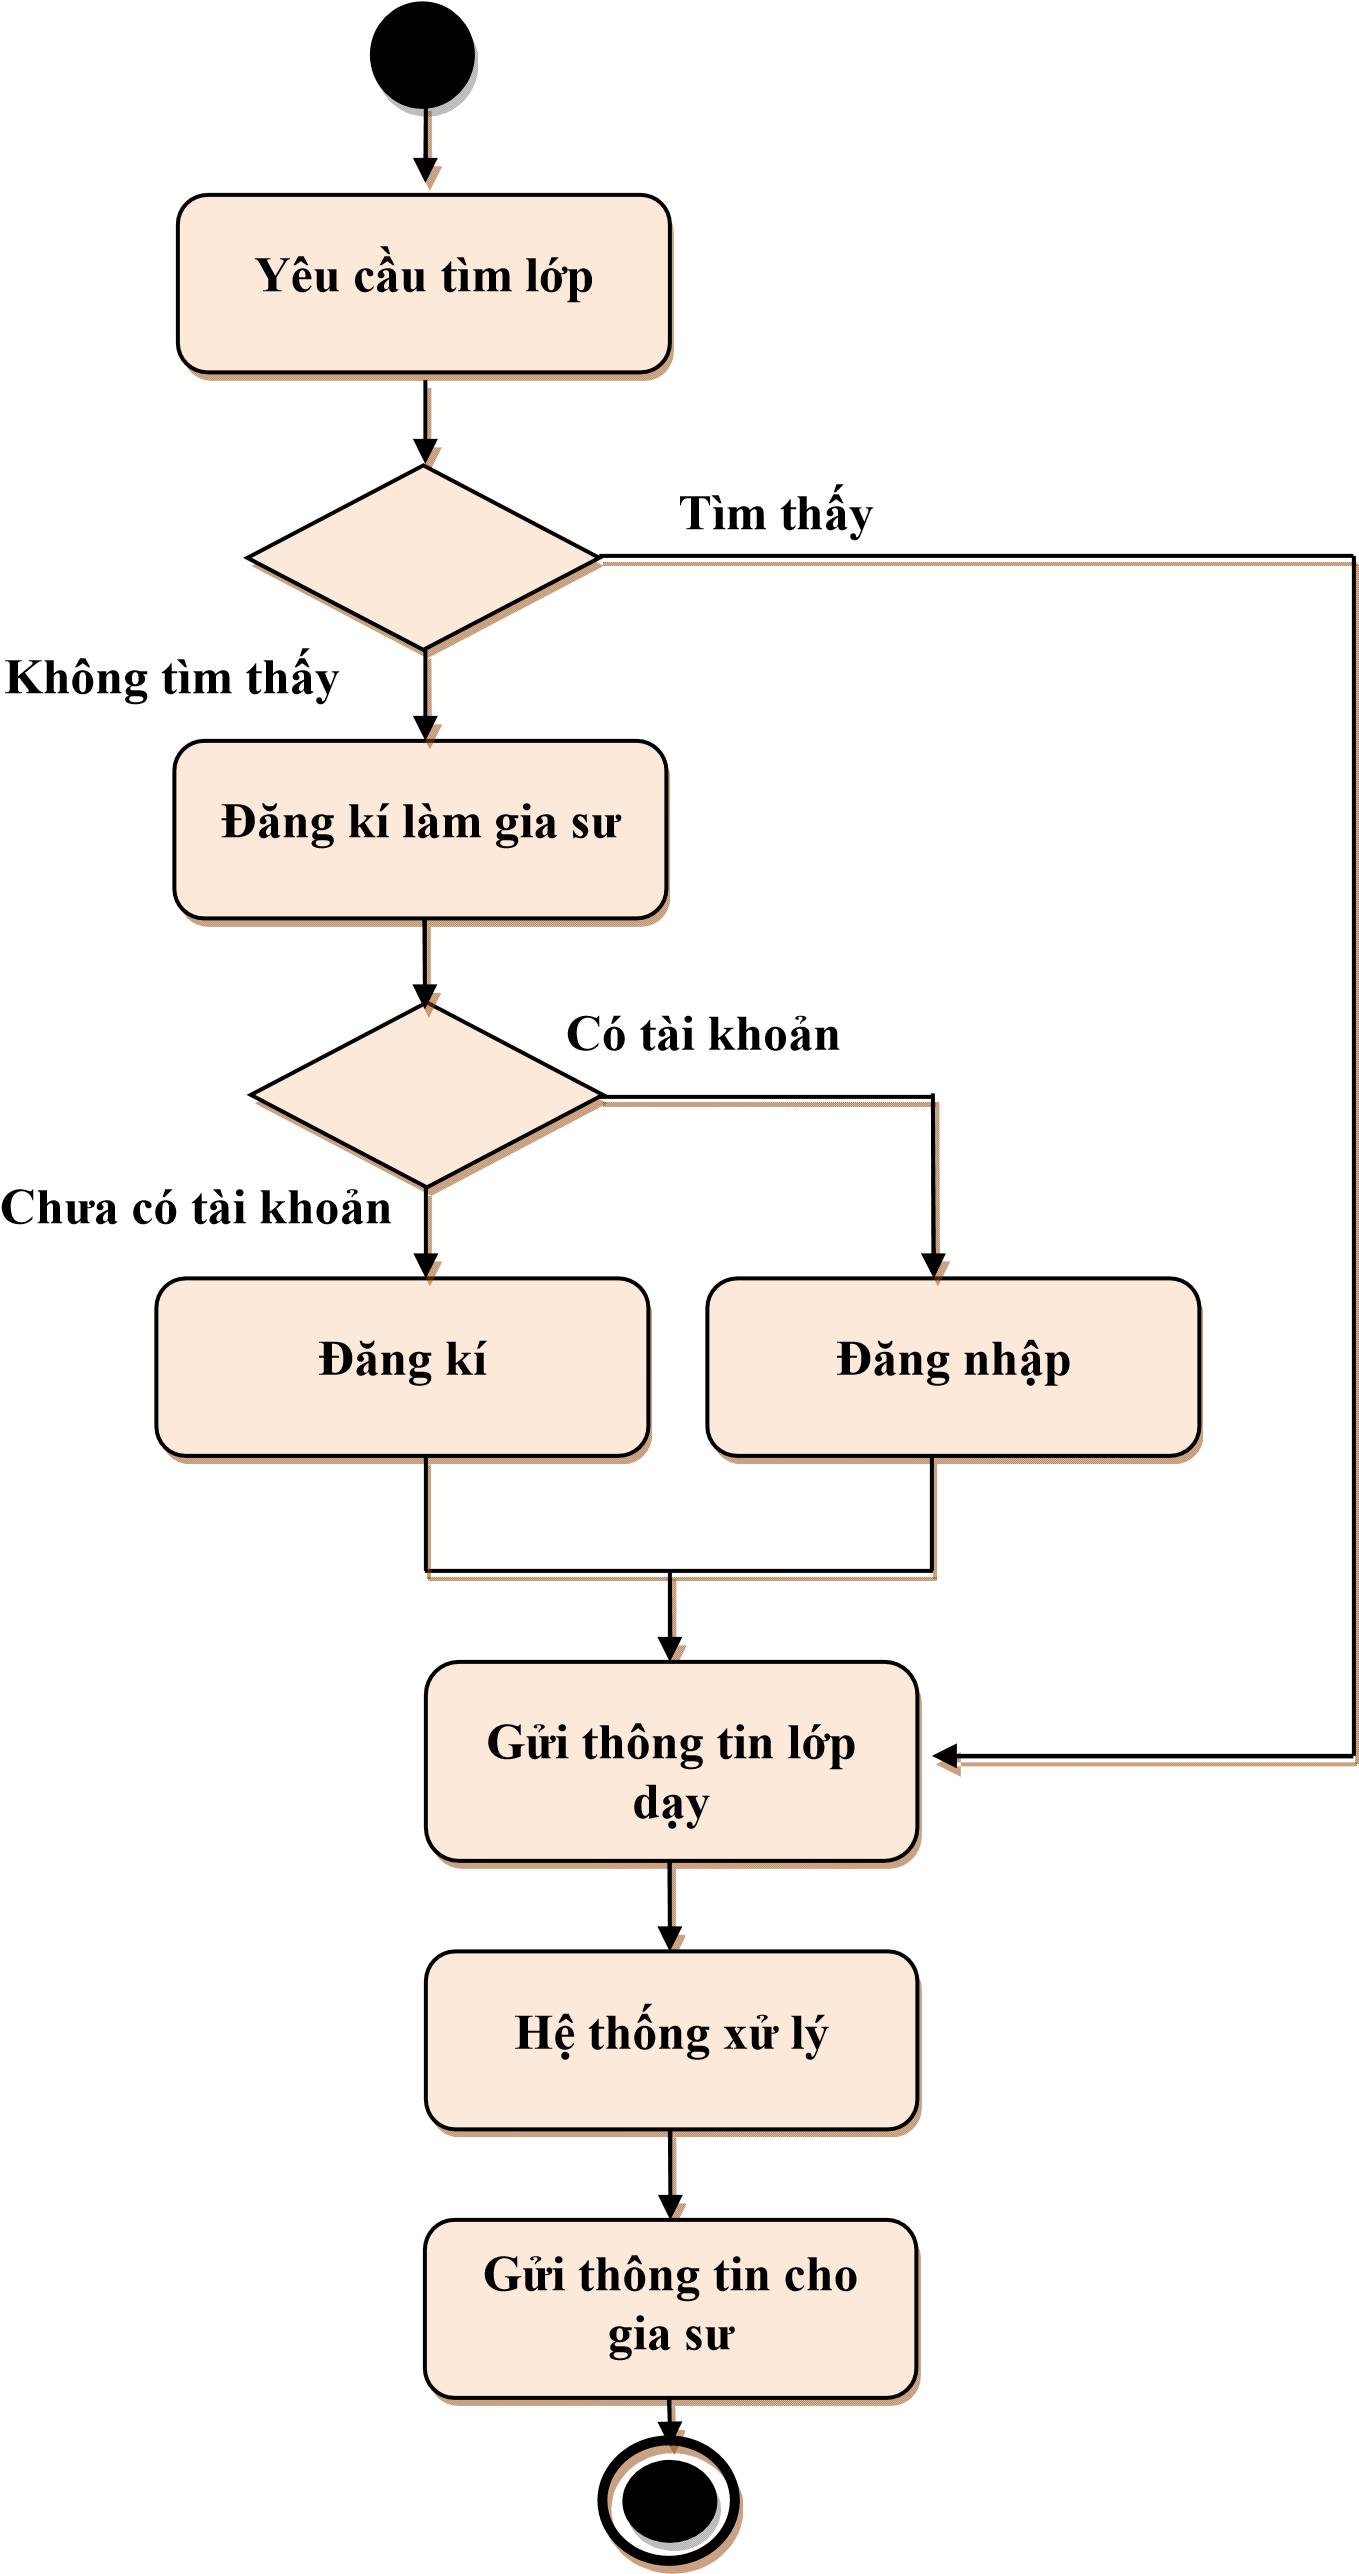 Yêu cầu tìm lớp
Tìm thấy
Không tìm thấy
Đăng kí làm gia sư
Có tài khoản
Chưa có tài khoản
Đăng kí
Đăng nhập
Gửi thông tin lớp
dạy
Hệ thống xử lý
Gửi thông tin cho
gia sư